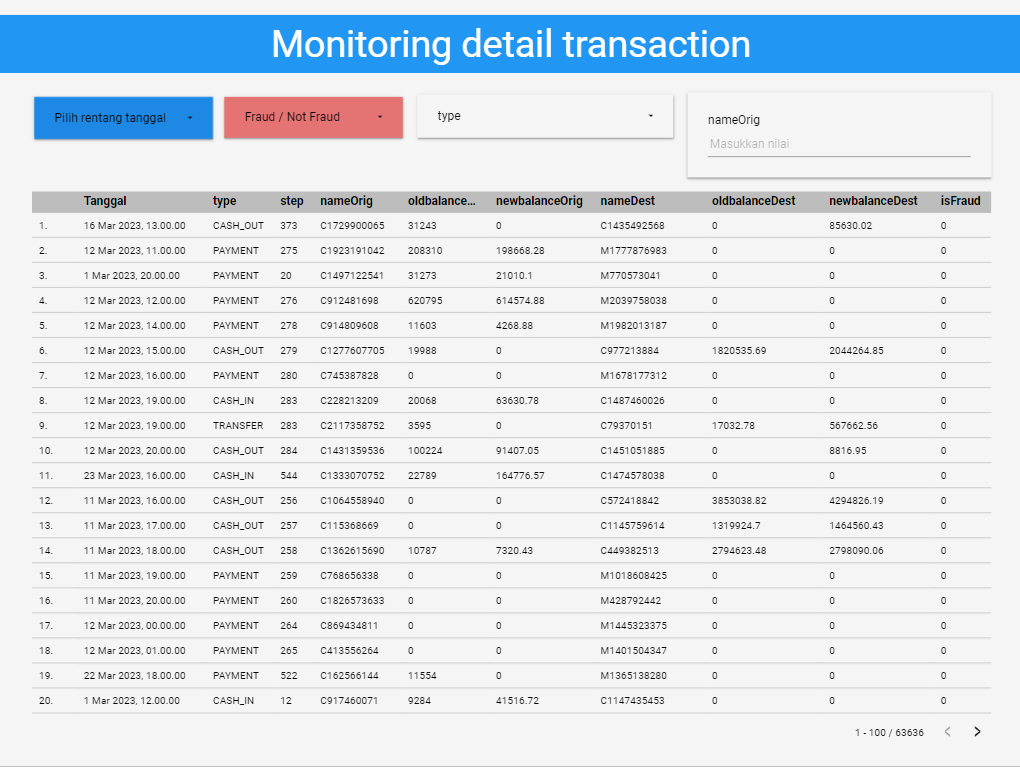 Monitoring detail transaction
Pilih rentang tanggal Fraud / Not Fraud type nameOrig
Masukkan nilai
Tanggal type step nameOrig oldbalance... newbalanceOrig nameDest oldbalanceDest newbalanceDest isFraud
1. 16 Mar 2023, 13.00.00 CASH_OUT 373 C1729900065 31243 0 C1435492568 0 85630.02 0
2. 12 Mar 2023, 11.00.00 PAYMENT 275 C1923191042 208310 198668.28 M1777876983 0 0 0
3. 1 Mar 2023, 20.00.00 PAYMENT 20 C1497122541 31273 21010.1 M770573041 0 0 0
4. 12 Mar 2023, 12.00.00 PAYMENT 276 C912481698 620795 614574.88 M2039758038 0 0 0
5. 12 Mar 2023, 14.00.00 PAYMENT 278 C914809608 11603 4268.88 M1982013187 0 0 0
6. 12 Mar 2023, 15.00.00 CASH_OUT 279 C1277607705 19988 0 C977213884 1820535.69 2044264.85 0
7. 12 Mar 2023, 16.00.00 PAYMENT 280 C745387828 0 0 M1678177312 0 0 0
8. 12 Mar 2023, 19.00.00 CASH_IN 283 C228213209 20068 63630.78 C1487460026 0 0 0
9. 12 Mar 2023, 19.00.00 TRANSFER 283 C2117358752 3595 0 C79370151 17032.78 567662.56 0
10. 12 Mar 2023, 20.00.00 CASH_OUT 284 C1431359536 100224 91407.05 C1451051885 0 8816.95 0
11. 23 Mar 2023, 16.00.00 CASH_IN 544 C1333070752 22789 164776.57 C1474578038 0 0 0
12. 11 Mar 2023, 16.00.00 CASH_OUT 256 C1064558940 0 0 C572418842 3853038.82 4294826.19 0
13. 11 Mar 2023, 17.00.00 CASH_OUT 257 C115368669 0 0 C1145759614 1319924.7 1464560.43 0
14. 11 Mar 2023, 18.00.00 CASH_OUT 258 C1362615690 10787 7320.43 C449382513 2794623.48 2798090.06 0
15. 11 Mar 2023, 19.00.00 PAYMENT 259 C768656338 0 0 M1018608425 0 0 0
16. 11 Mar 2023, 20.00.00 PAYMENT 260 C1826573633 0 0 M428792442 0 0 0
17. 12 Mar 2023, 00.00.00 PAYMENT 264 C869434811 0 0 M1445323375 0 0 0
18. 12 Mar 2023, 01.00.00 PAYMENT 265 C413556264 0 0 M1401504347 0 0 0
19. 22 Mar 2023, 18.00.00 PAYMENT 522 C162566144 11554 0 M1365138280 0 0 0
20. 1 Mar 2023, 12.00.00 CASH_IN 12 C917460071 9284 41516.72 C1147435453 0 0 0
1 - 100 / 63636